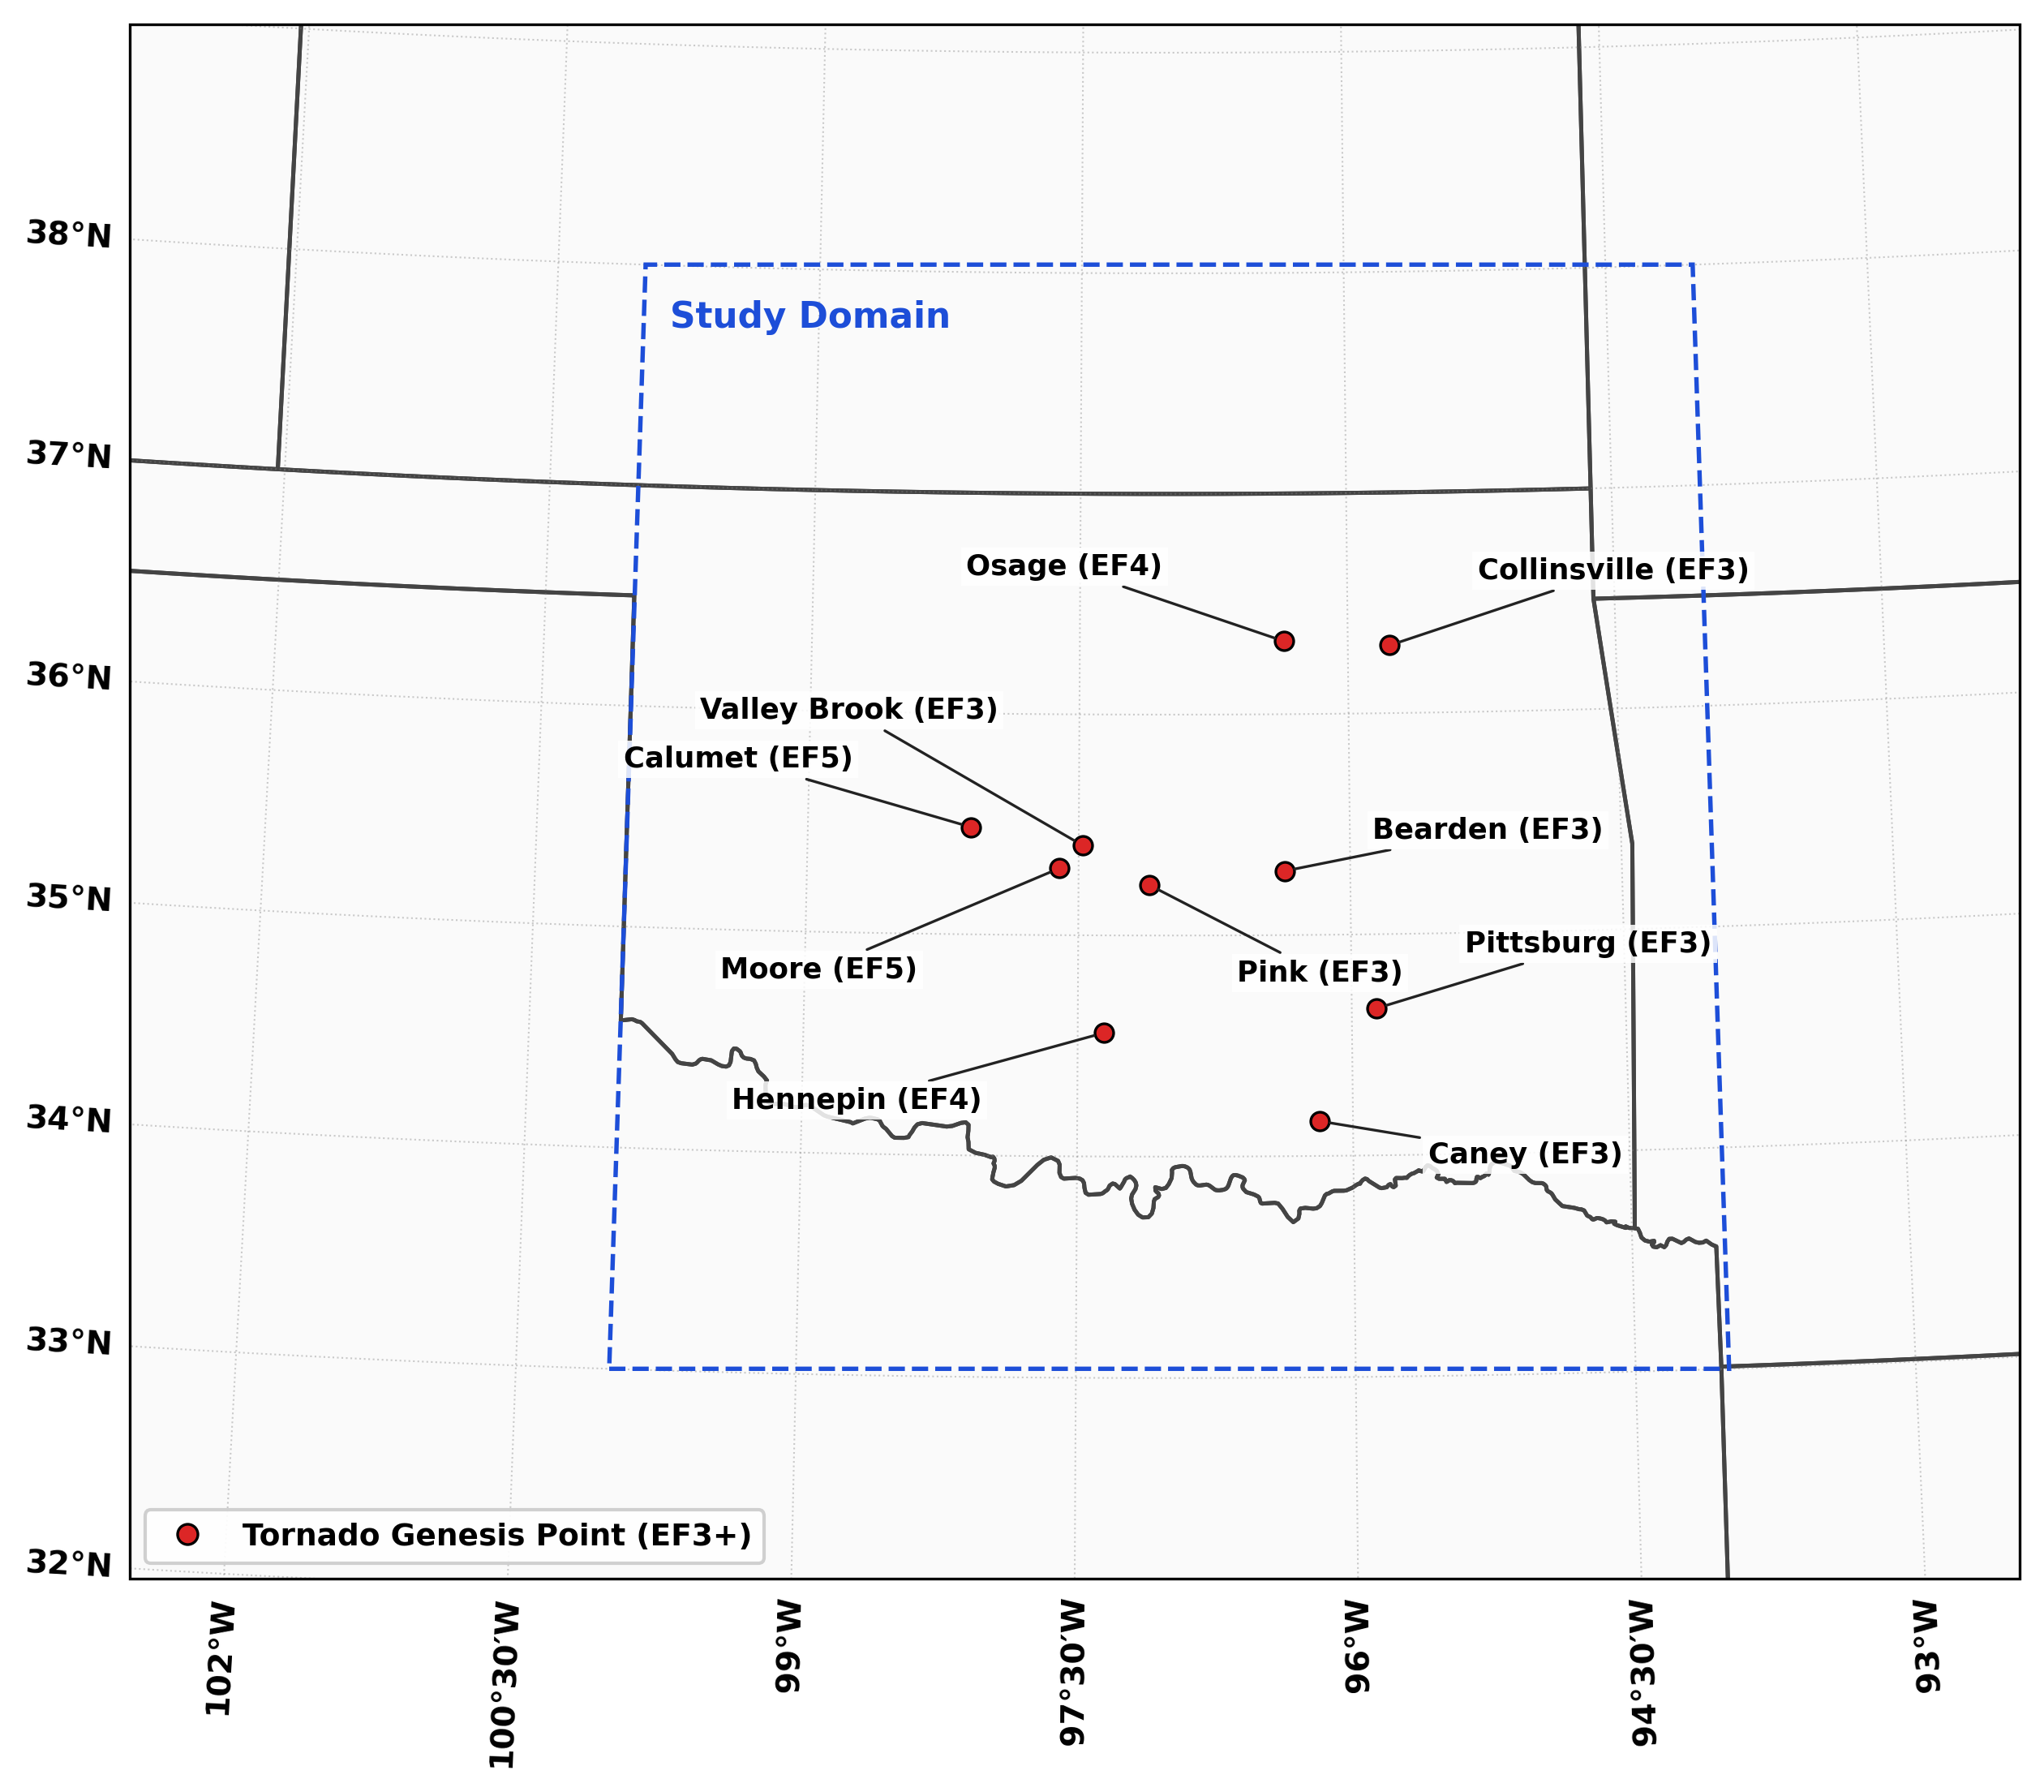 38°N
37°N
36°N
35°N
34°N
33°N
32°N
Study Domain
Osage (EF4)
Collinsville (EF3)
Valley Brook (EF3)
Calumet (EF5)
Bearden (EF3)
Pittsburg (EF3)
Moore (EF5)
Pink (EF3)
Hennepin (EF4)
Caney (EF3)
Tornado Genesis Point (EF3+)
102°W
100°30′W
99°W
97°30′W
96°W
94°30′W
93°W